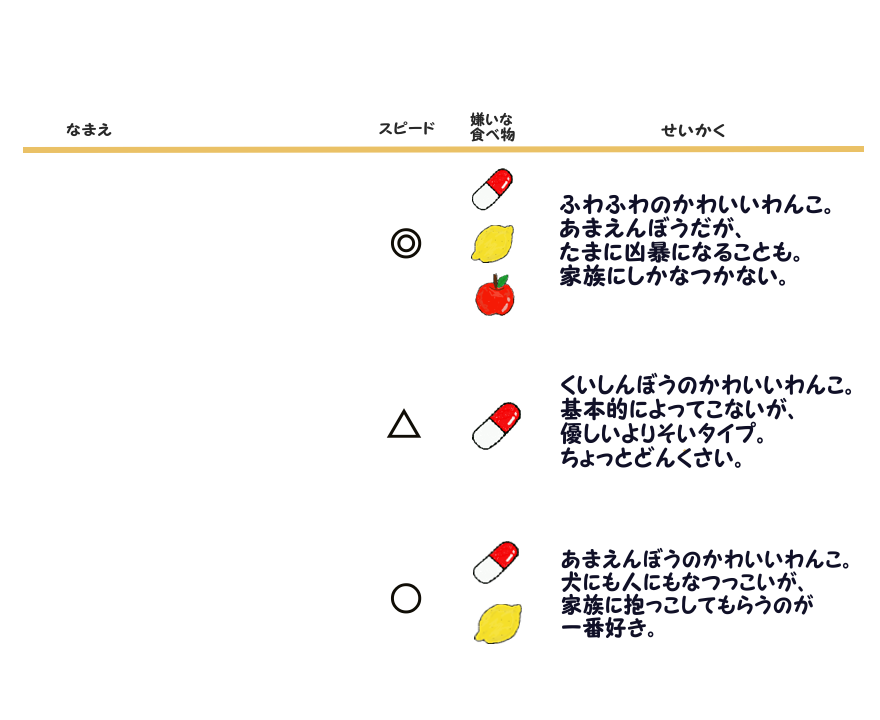 なまえ
スピード
嫌いな
食べ物
せいかく
◎
ふわふわのかわいいわんこ。
あまえんぼうだが、
たまに凶暴になることも。
家族にしかなつかない。
△
くいしんぼうのかわいいわんこ。
基本的によってこないが、
優しいよりそいタイプ。
ちょっとどんくさい。
○
あまえんぼうのかわいいわんこ。
犬にも人にもなつっこいが、
家族に抱っこしてもらうのが
一番好き。